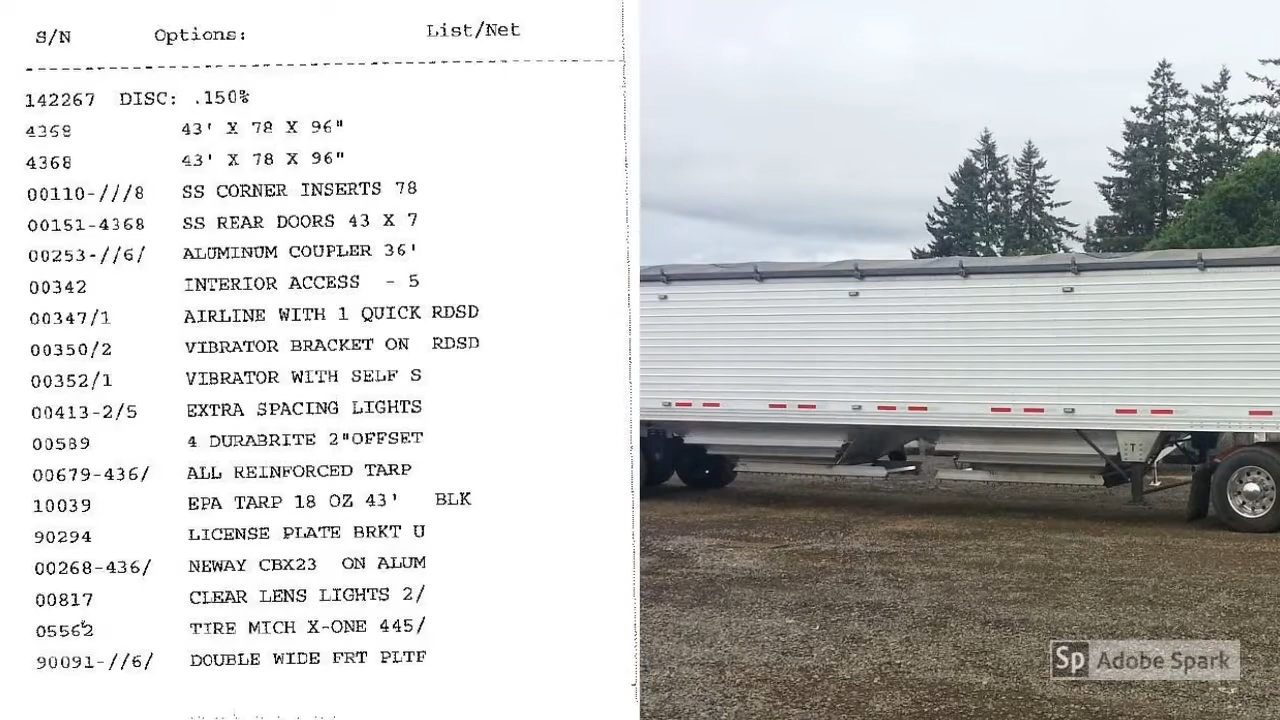 S/N Options: List/Net
142267 DISC: .150%
4368 43' X 78 X 96"
4368 43' X 78 X 96"
00110-///8 SS CORNER INSERTS 78
00151-4368 SS REAR DOORS 43 X 7
00253-//6/ ALUMINUM COUPLER 36'
00342 INTERIOR ACCESS - 5
00347/1 AIRLINE WITH 1 QUICK RDSD
00350/2 VIBRATOR BRACKET ON RDSD
00352/1 VIBRATOR WITH SELF S
00413-2/5 EXTRA SPACING LIGHTS
00589 4 DURABRITE 2"OFFSET
00679-436/ ALL REINFORCED TARP
10039 EPA TARP 18 OZ 43' BLK
90294 LICENSE PLATE BRKT U
00268-436/ NEWAY CBX23 ON ALUM
00817 CLEAR LENS LIGHTS 2/
05562 TIRE MICH X-ONE 445/
90091-//6/ DOUBLE WIDE FRT PLTF
Sp Adobe Spark